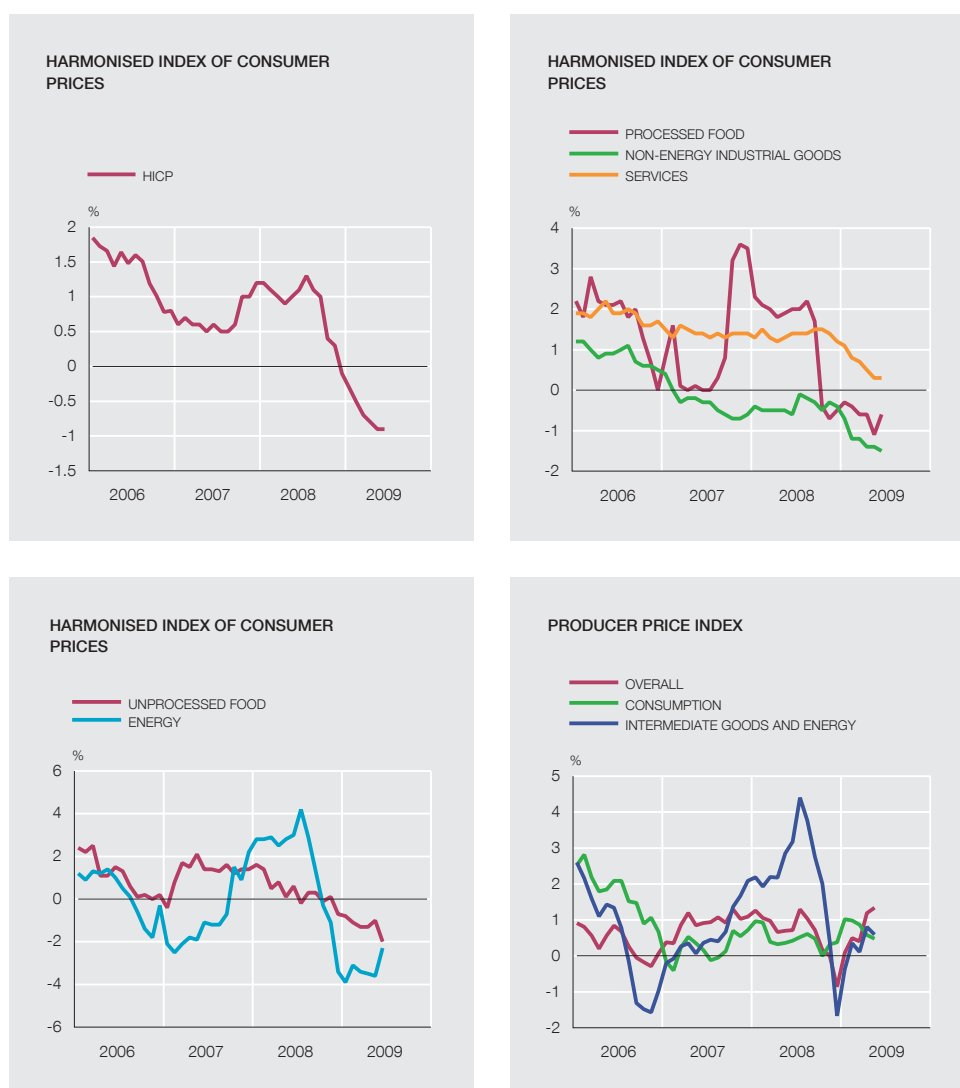 HARMONISED INDEX OF CONSUMER
PRICES
HICP
%
2
1.5
1
0.5
0
-0.5
-1
-1.5
2006 2007 2008 2009
HARMONISED INDEX OF CONSUMER
PRICES
PROCESSED FOOD
NON-ENERGY INDUSTRIAL GOODS
SERVICES
%
4
3
2
1
0
-1
-2
2006 2007 2008 2009
HARMONISED INDEX OF CONSUMER
PRICES
UNPROCESSED FOOD
ENERGY
%
6
4
2
0
-2
-4
-6
2006 2007 2008 2009
PRODUCER PRICE INDEX
OVERALL
CONSUMPTION
INTERMEDIATE GOODS AND ENERGY
%
5
4
3
2
1
0
-1
-2
2006 2007 2008 2009